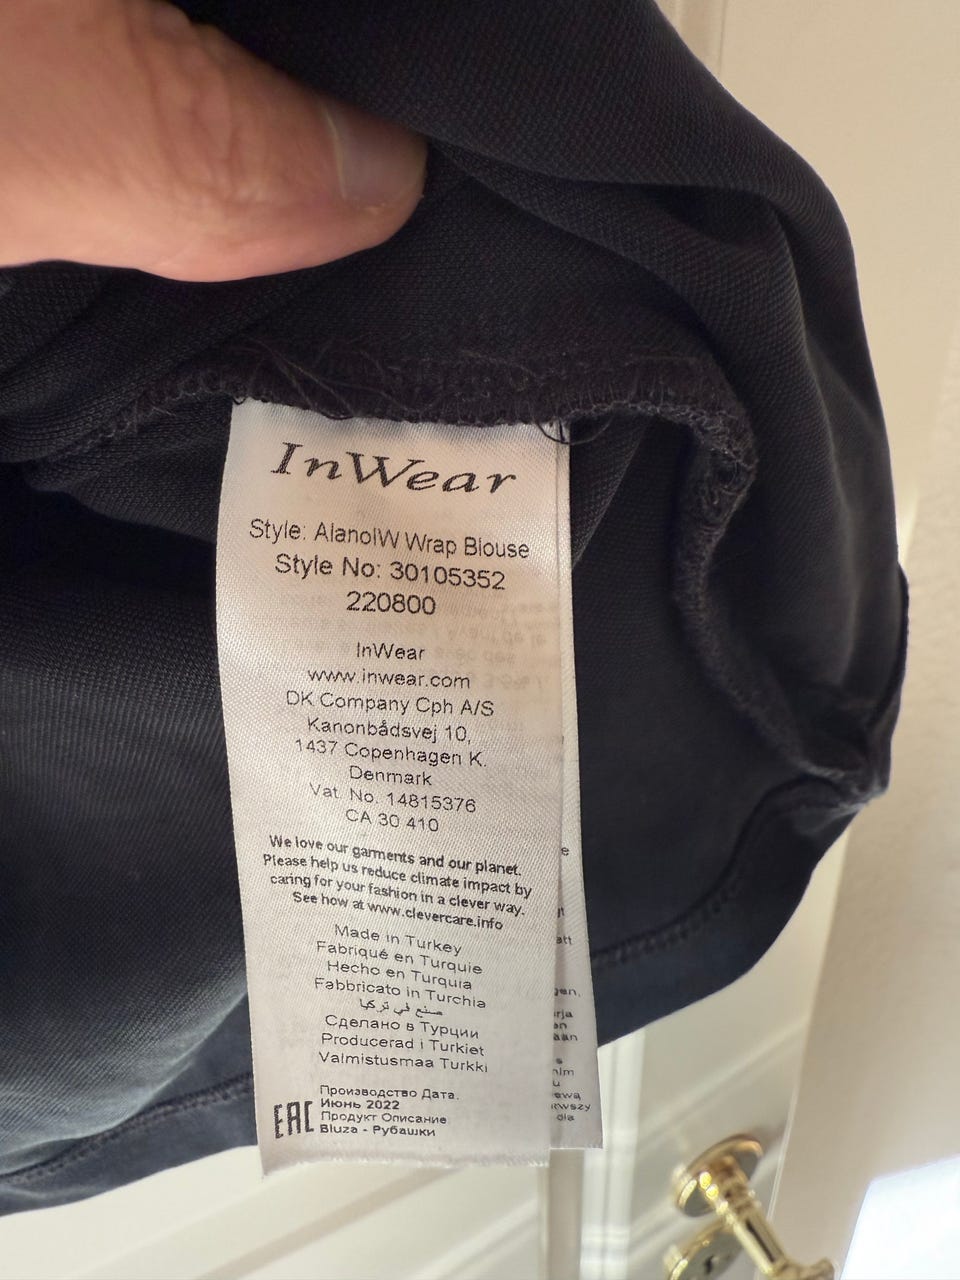 InWear
Style: AlanoIW Wrap Blouse
Style No: 30105352
220800
InWear
www.inwear.com
DK Company Cph A/S
Kanonbådsvej 10,
1437 Copenhagen K.
Denmark
Vat. No. 14815376
CA 30 410
We love our garments and our planet.
Please help us reduce climate impact by
caring for your fashion in a clever way.
See how at www.clevercare.info
Made in Turkey
Fabriqué en Turquie
Hecho en Turquia
Fabbricato in Turchia
صنع في تركيا
Сделано в Турции
Producerad i Turkiet
Valmistusmaa Turkki
EAC
Производство Дата.
Июнь 2022
Продукт Описание
Bluza - Рубашки